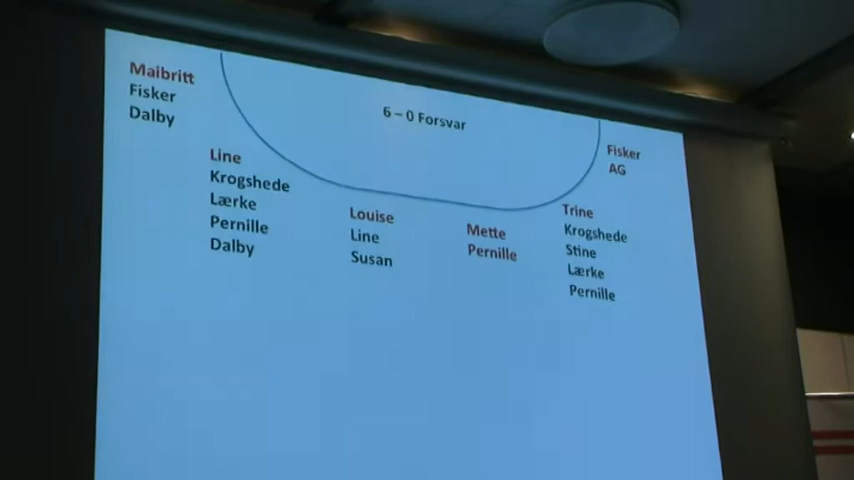 Maibritt
Fisker
Dalby
6 – 0 Forsvar
Fisker
AG
Line
Krogshede
Lærke
Pernille
Dalby
Louise
Line
Susan
Mette
Pernille
Trine
Krogshede
Stine
Lærke
Pernille